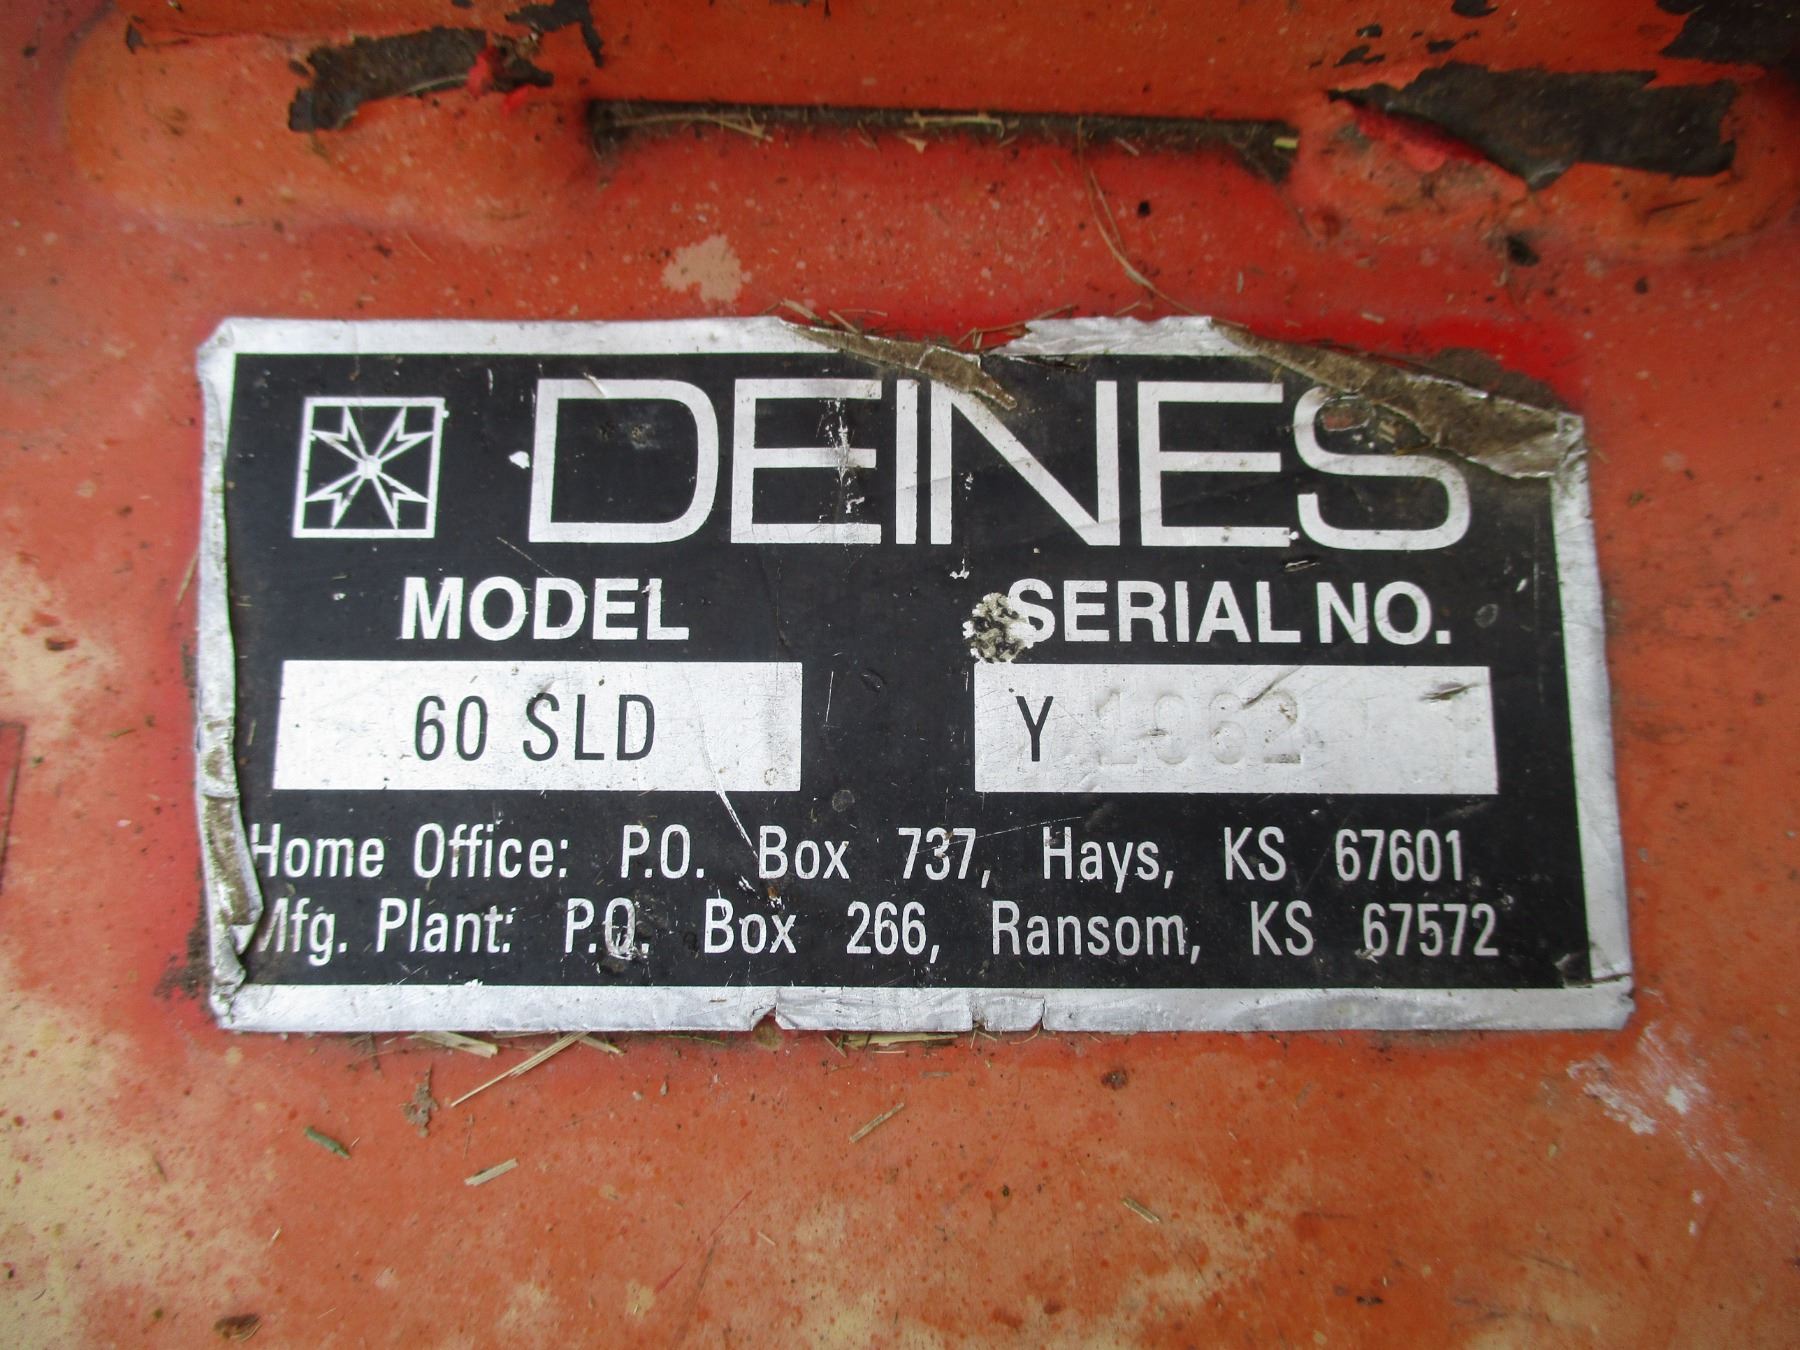 DEINES
MODEL SERIAL NO.
60 SLD Y
Home Office: P.O. Box 737, Hays, KS 67601
Mfg. Plant: P.O. Box 266, Ransom, KS 67572